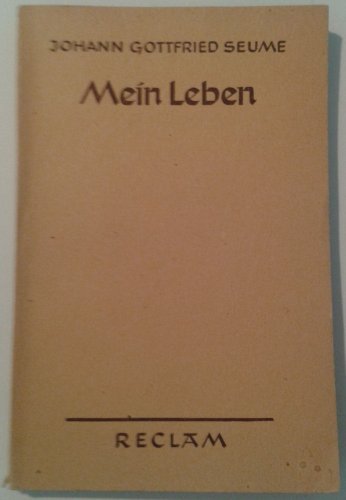 JOHANN GOTTFRIED SEUME
Mein Leben
RECLAM